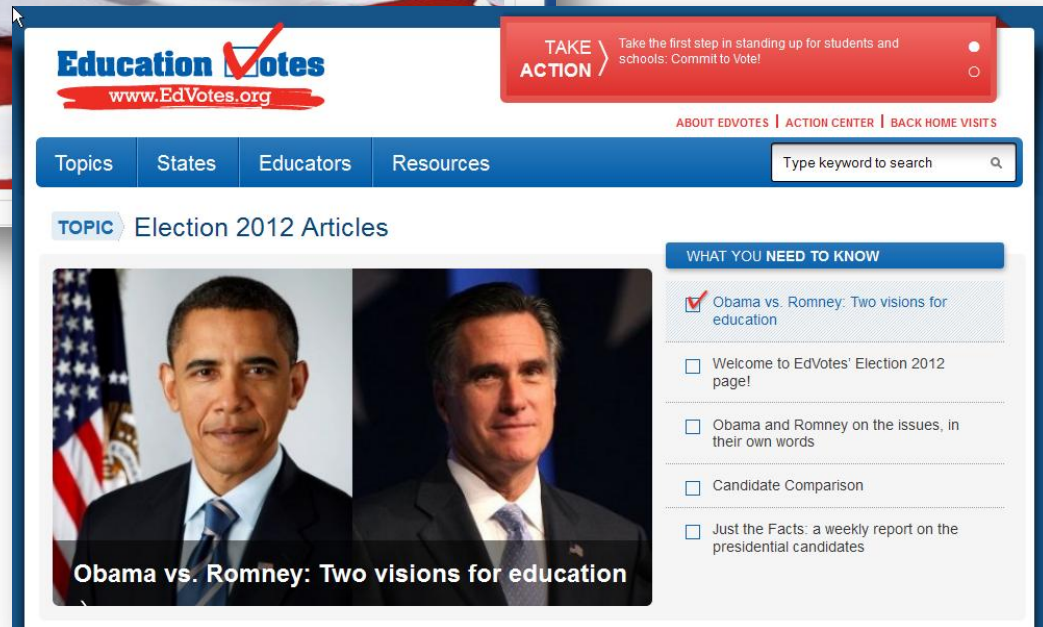 Education Votes
www.EdVotes.org
TAKE ACTION
Take the first step in standing up for students and
schools: Commit to Vote!
ABOUT EDVOTES | ACTION CENTER | BACK HOME VISITS
Topics States Educators Resources
Type keyword to search
TOPIC Election 2012 Articles
WHAT YOU NEED TO KNOW
Obama vs. Romney: Two visions for
education
Welcome to EdVotes' Election 2012
page!
Obama and Romney on the issues, in
their own words
Candidate Comparison
Just the Facts: a weekly report on the
presidential candidates
Obama vs. Romney: Two visions for education